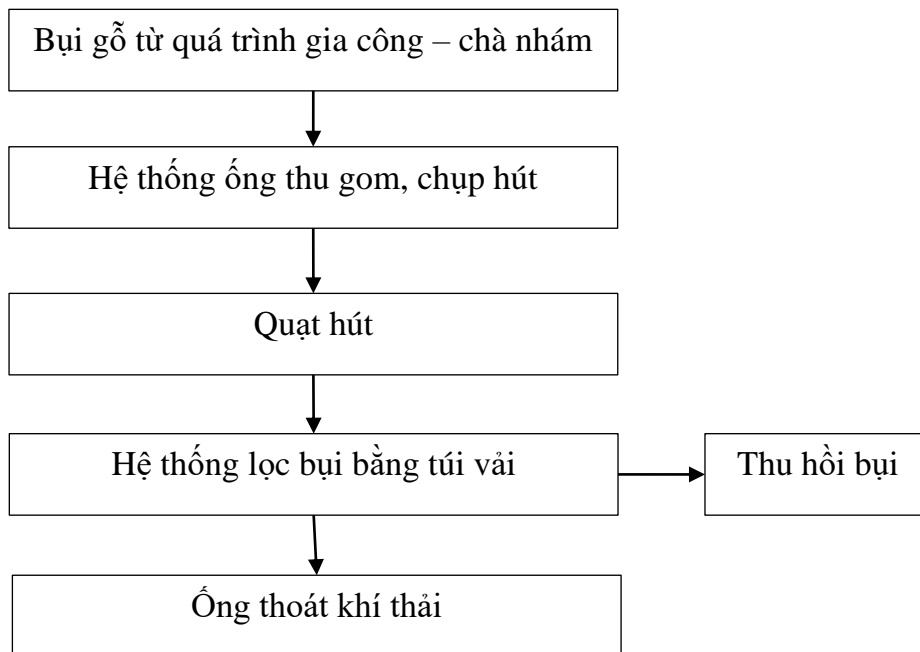 Bụi gỗ từ quá trình gia công – chà nhám
Hệ thống ống thu gom, chụp hút
Quạt hút
Hệ thống lọc bụi bằng túi vải
Thu hồi bụi
Ống thoát khí thải